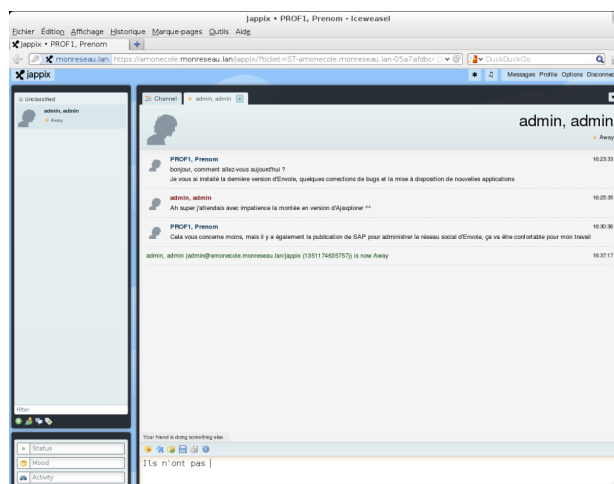 Jappix • PROF1, Prenom - Iceweasel
Fichier Édition Affichage Historique Marque-pages Outils Aide
Jappix • PROF1, Prenom
monreseau.lan https://amonecole.monreseau.lan/jappix/?ticket=ST-amonecole.monreseau.lan-05a7afdbc
DuckDuckGo
jappix
Messages Profile Options Disconnec
Unclassified
admin, admin
Away
Channel admin, admin
admin, admin
Away
PROF1, Prenom 16:23:33
bonjour, comment allez-vous aujourd'hui ?
Je vous ai installé la dernière version d'Envole, quelques corrections de bugs et la mise à disposition de nouvelles applications
admin, admin 16:25:35
Ah super j'attendais avec impatience la montée en version d'Ajaxplorer ^^
PROF1, Prenom 16:30:36
Cela vous concerne moins, mais il y a également la publication de SAP pour administrer le réseau social d'Envole, ça va être confortable pour mon travail
admin, admin (admin@amonecole.monreseau.lan/jappix (1351174635757)) is now Away 16:37:17
Filter
Your friend is doing something else.
Status
Mood
Activity
Ils n'ont pas